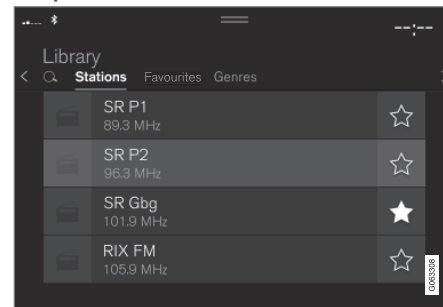 --:--
Library
Stations Favourites Genres
SR P1
89.3 MHz
SR P2
96.3 MHz
SR Gbg
101.9 MHz
RIX FM
105.9 MHz
G063308